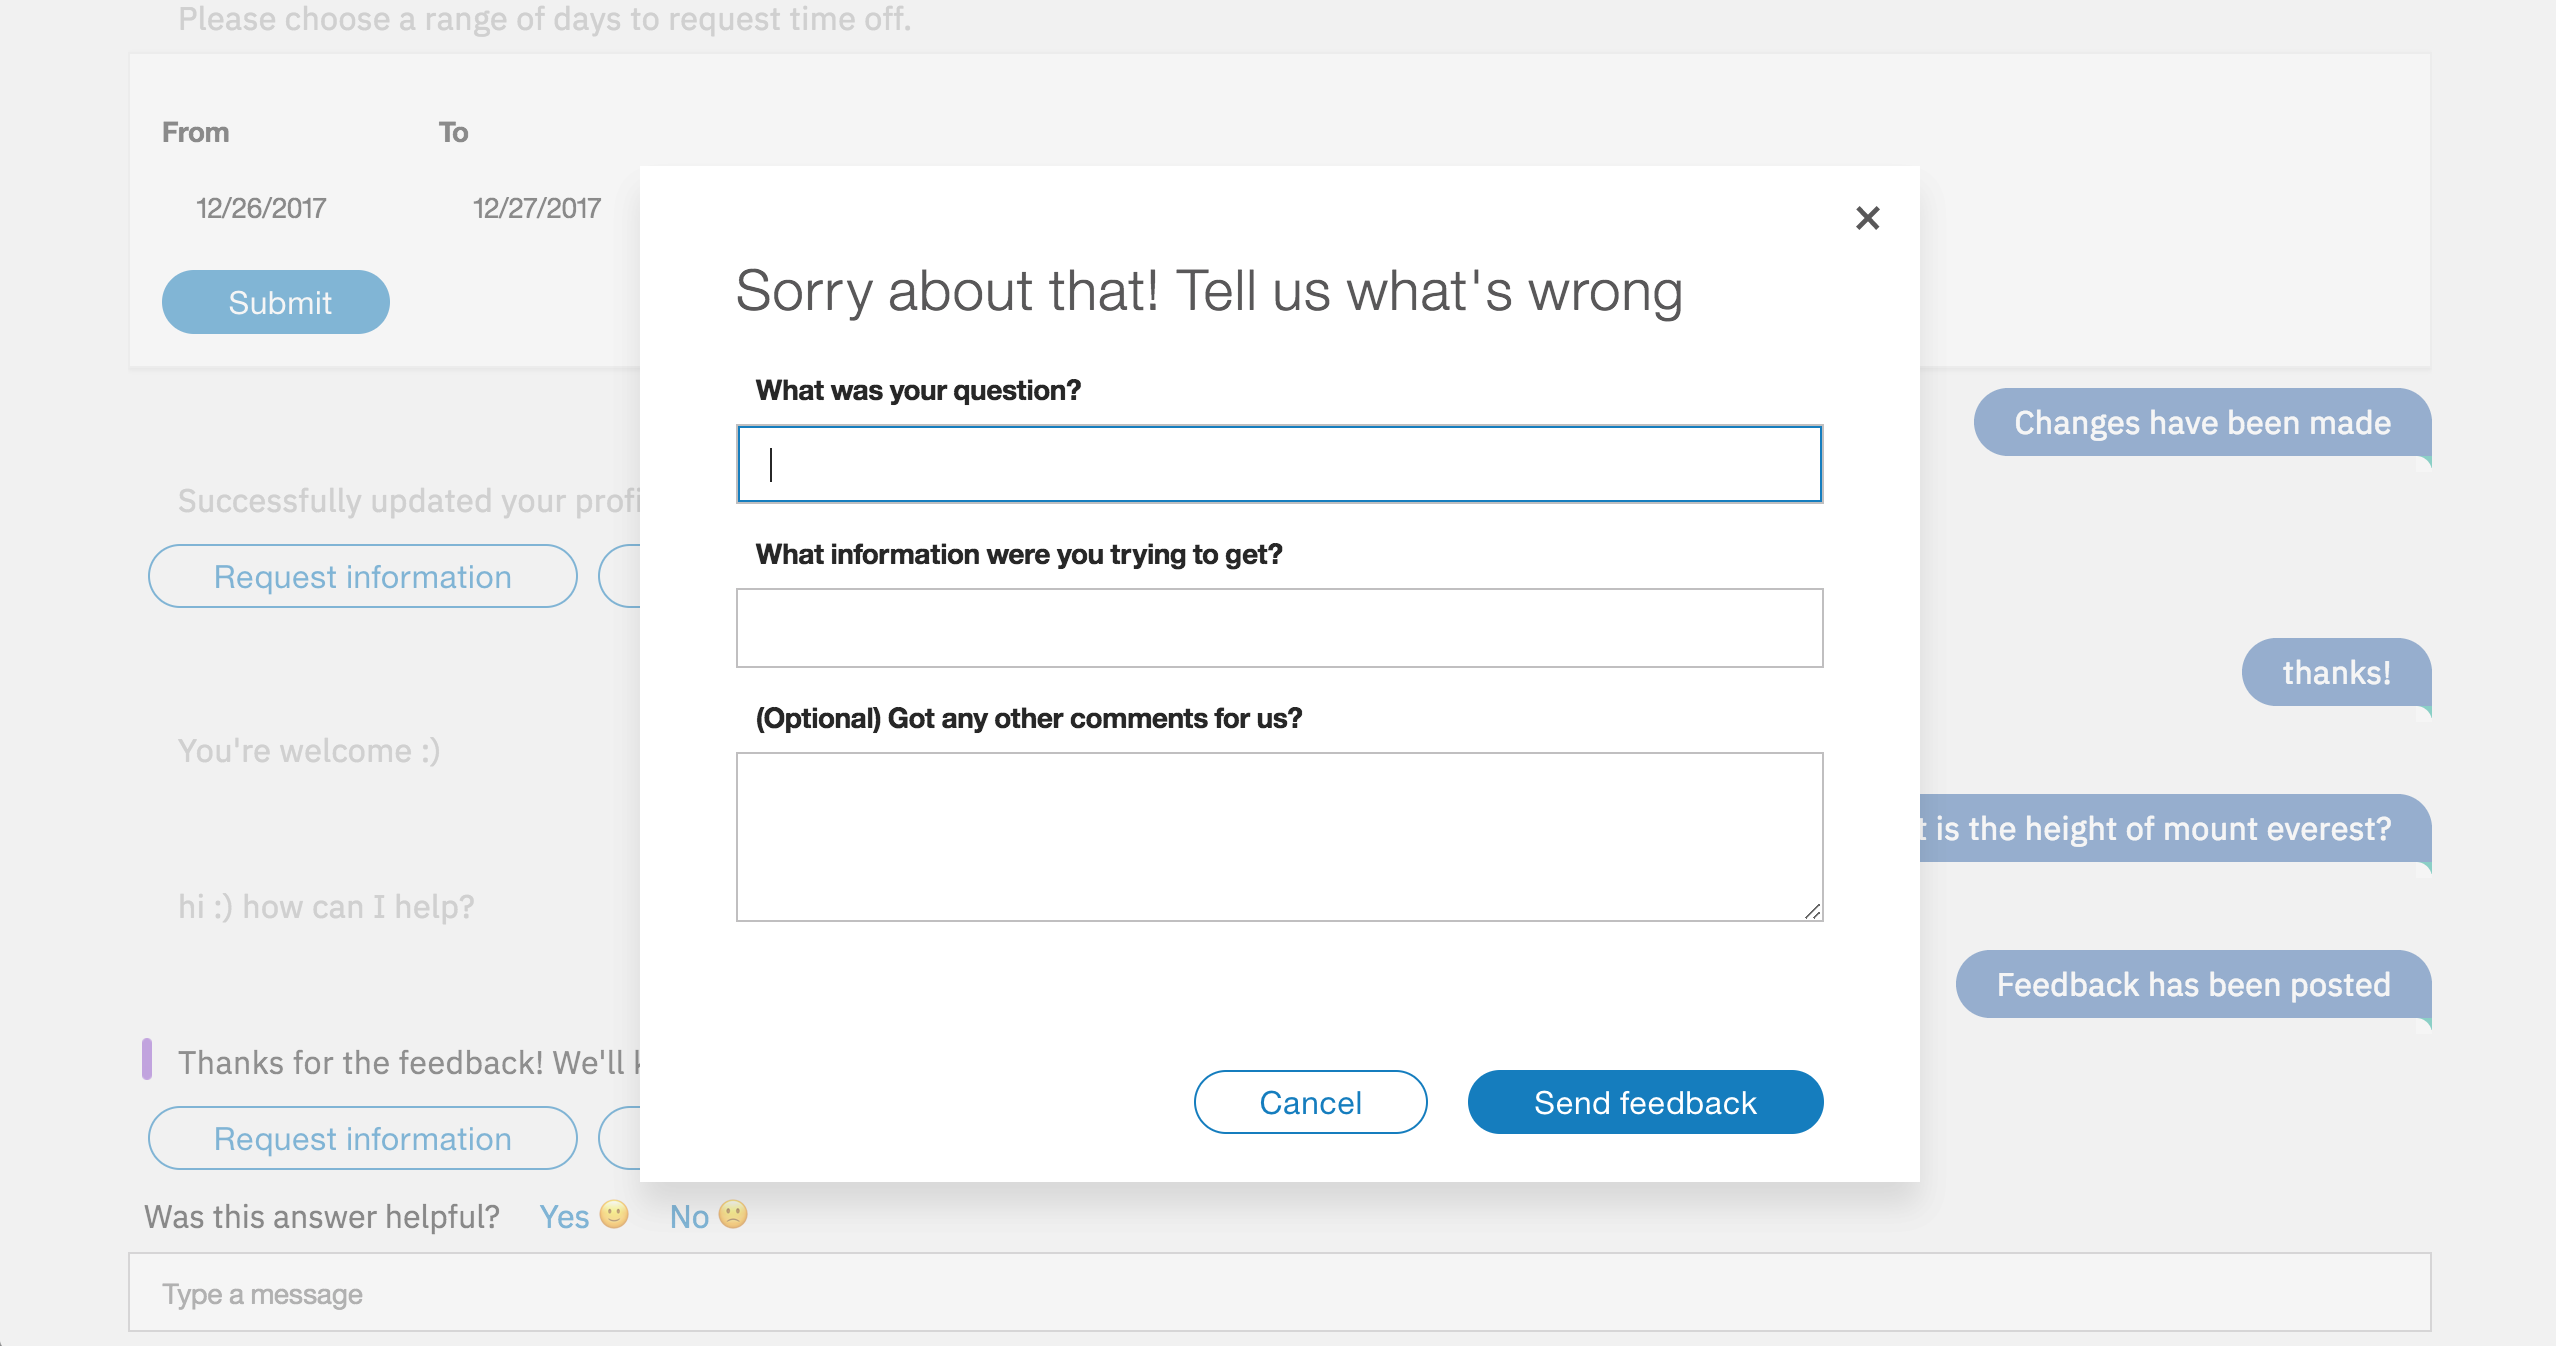 Please choose a range of days to request time off.
From To
12/26/2017 12/27/2017
Submit
Sorry about that! Tell us what's wrong
What was your question?
What information were you trying to get?
(Optional) Got any other comments for us?
Cancel Send feedback
Changes have been made
Successfully updated your
Request information
thanks!
You're welcome :)
is the height of mount everest?
hi :) how can I help?
Feedback has been posted
Thanks for the feedback! We'll
Request information
Was this answer helpful? Yes 🙂 No 🙁
Type a message